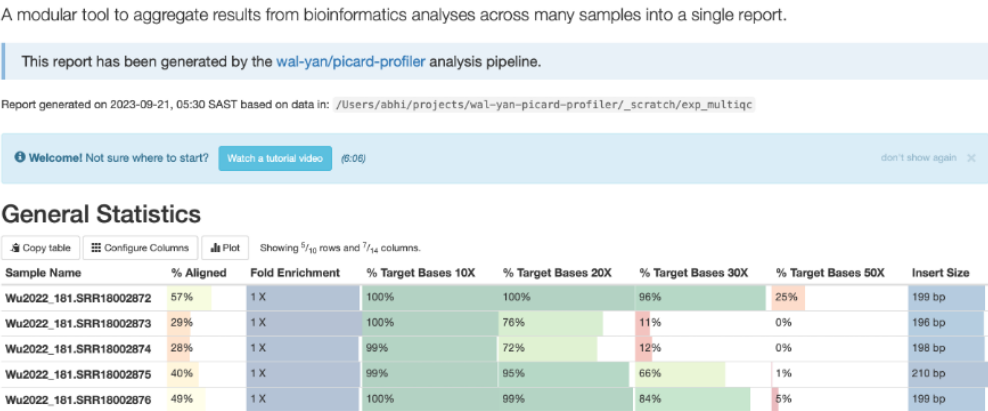 A modular tool to aggregate results from bioinformatics analyses across many samples into a single report.
This report has been generated by the wal-yan/picard-profiler analysis pipeline.
Report generated on 2023-09-21, 05:30 SAST based on data in: /Users/abhi/projects/wal-yan-picard-profiler/_scratch/exp_multiqc
Welcome! Not sure where to start? Watch a tutorial video (6:06) don't show again ×
General Statistics
Copy table Configure Columns Plot Showing 5/10 rows and 7/14 columns.
Sample Name % Aligned Fold Enrichment % Target Bases 10X % Target Bases 20X % Target Bases 30X % Target Bases 50X Insert Size
Wu2022_181.SRR18002872 57% 1 X 100% 100% 96% 25% 199 bp
Wu2022_181.SRR18002873 29% 1 X 100% 76% 11% 0% 196 bp
Wu2022_181.SRR18002874 28% 1 X 99% 72% 12% 0% 198 bp
Wu2022_181.SRR18002875 40% 1 X 99% 95% 66% 1% 210 bp
Wu2022_181.SRR18002876 49% 1 X 100% 99% 84% 5% 199 bp